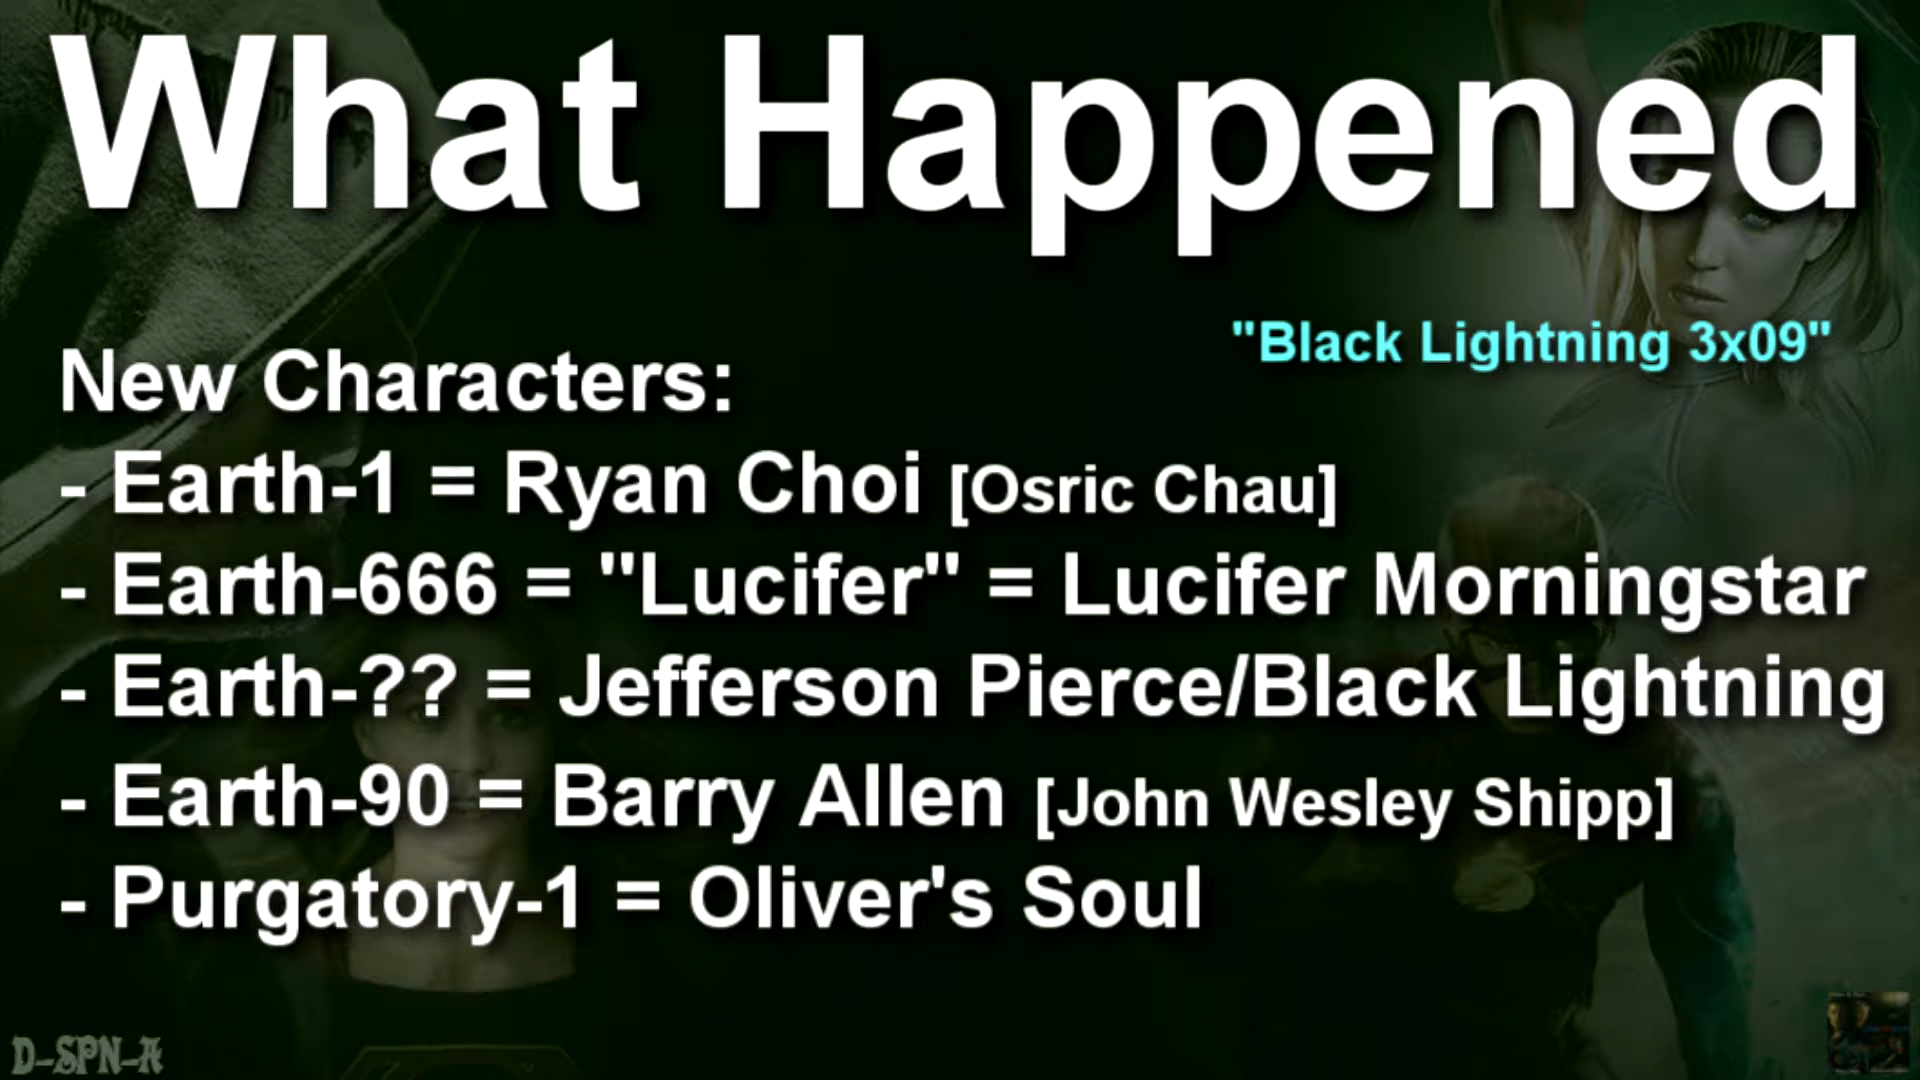 What Happened
"Black Lightning 3x09"
New Characters:
- Earth-1 = Ryan Choi [Osric Chau]
- Earth-666 = "Lucifer" = Lucifer Morningstar
- Earth-?? = Jefferson Pierce/Black Lightning
- Earth-90 = Barry Allen [John Wesley Shipp]
- Purgatory-1 = Oliver's Soul
D-SPN-A